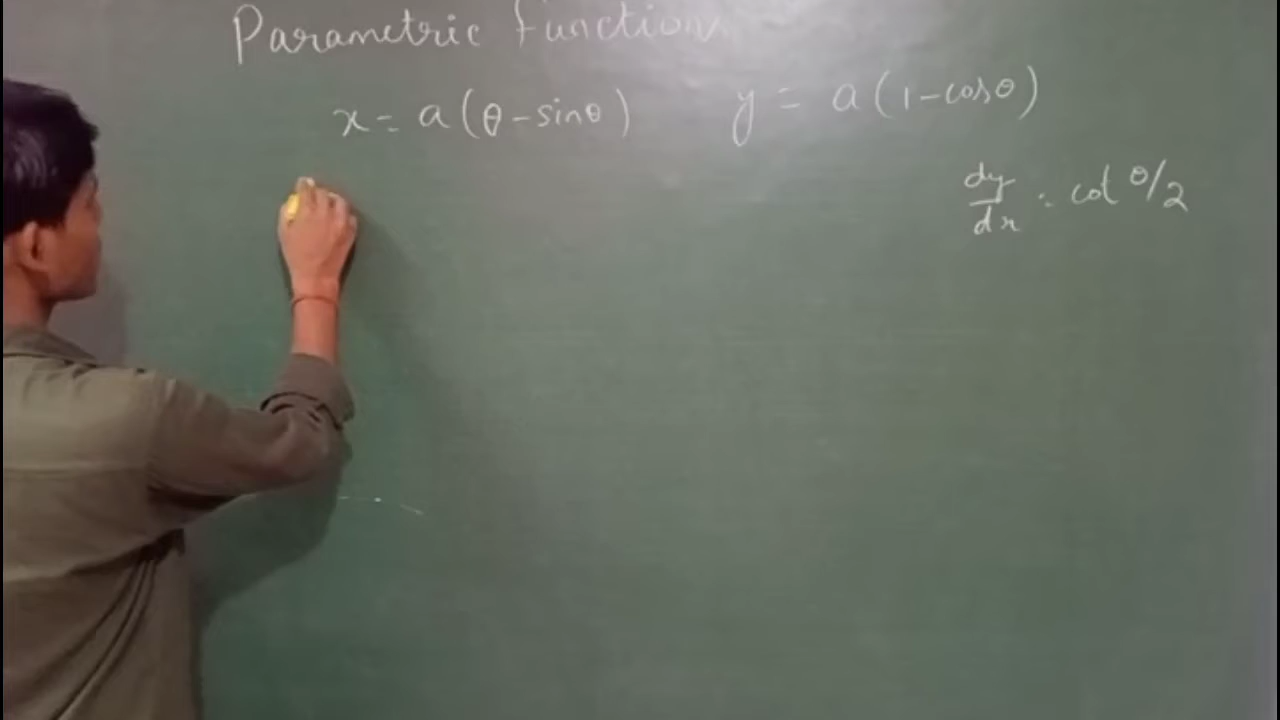 Parametric function
x = a(θ - sinθ) y = a(1 - cosθ)
dy/dx = cot θ/2